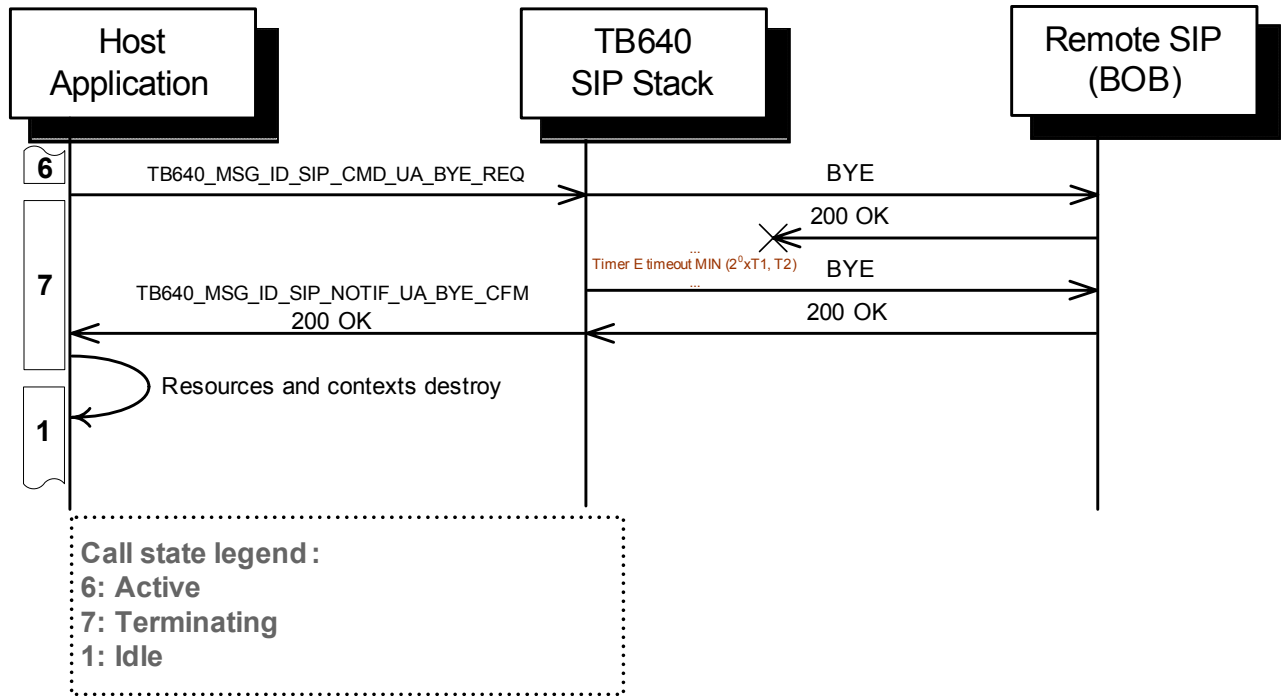 Host
Application
TB640
SIP Stack
Remote SIP
(BOB)
6
TB640_MSG_ID_SIP_CMD_UA_BYE_REQ
BYE
200 OK
...
Timer E timeout MIN (2⁰xT1, T2)
...
BYE
7
TB640_MSG_ID_SIP_NOTIF_UA_BYE_CFM
200 OK
200 OK
Resources and contexts destroy
1
Call state legend :
6: Active
7: Terminating
1: Idle